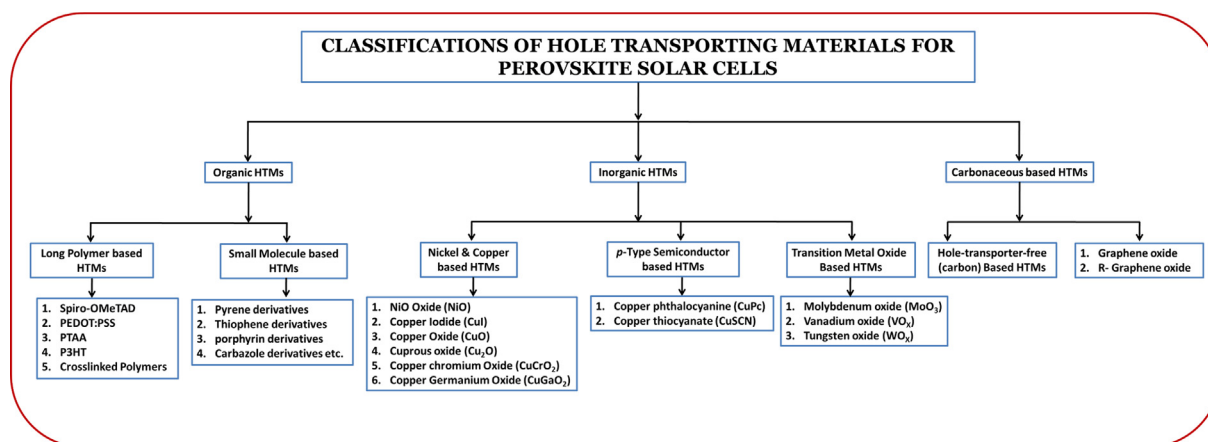 CLASSIFICATIONS OF HOLE TRANSPORTING MATERIALS FOR
PEROVSKITE SOLAR CELLS
Organic HTMs
Inorganic HTMs
Carbonaceous based HTMs
Long Polymer based
HTMs
Small Molecule based
HTMs
Nickel & Copper
based HTMs
p-Type Semiconductor
based HTMs
Transition Metal Oxide
Based HTMs
Hole-transporter-free
(carbon) Based HTMs
1. Graphene oxide
2. R- Graphene oxide
1. Spiro-OMeTAD
2. PEDOT:PSS
3. PTAA
4. P3HT
5. Crosslinked Polymers
1. Pyrene derivatives
2. Thiophene derivatives
3. porphyrin derivatives
4. Carbazole derivatives etc.
1. NiO Oxide (NiO)
2. Copper Iodide (CuI)
3. Copper Oxide (CuO)
4. Cuprous oxide (Cu₂O)
5. Copper chromium Oxide (CuCrO₂)
6. Copper Germanium Oxide (CuGaO₂)
1. Copper phthalocyanine (CuPc)
2. Copper thiocyanate (CuSCN)
1. Molybdenum oxide (MoO₃)
2. Vanadium oxide (VOₓ)
3. Tungsten oxide (WOₓ)